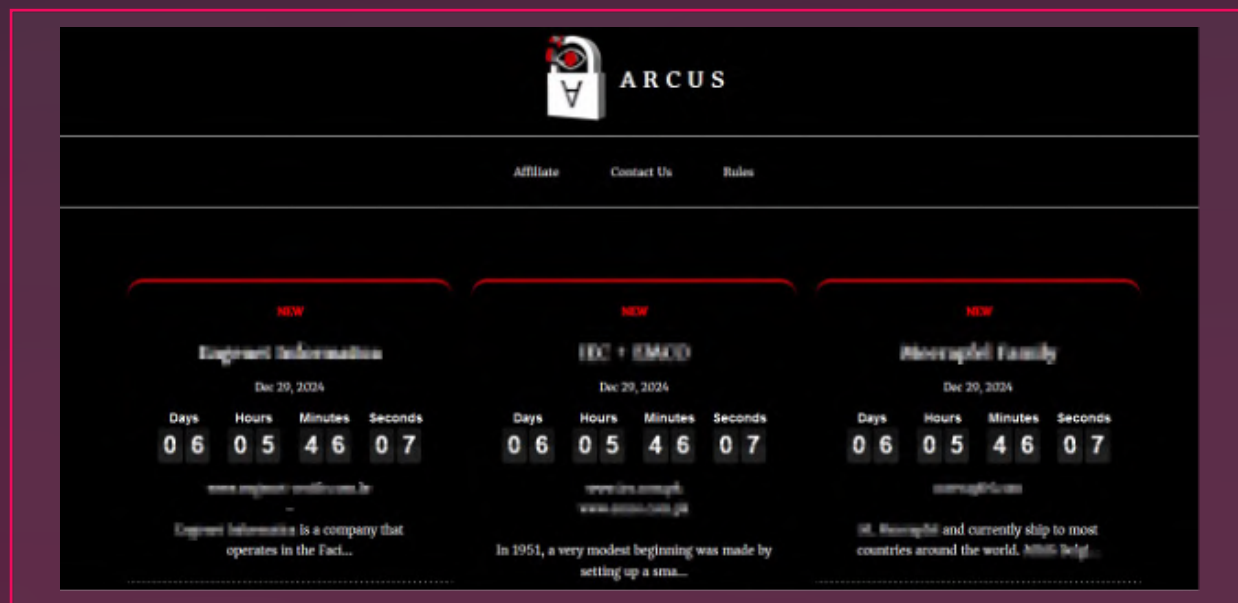 ARCUS
Affiliate Contact Us Rules
NEW NEW NEW
Dec 29, 2024 Dec 29, 2024 Dec 29, 2024
Days Hours Minutes Seconds Days Hours Minutes Seconds Days Hours Minutes Seconds
06 05 46 07 06 05 46 07 06 05 46 07
is a company that
operates in the Faci...
In 1951, a very modest beginning was made by
setting up a sma...
and currently ship to most
countries around the world.